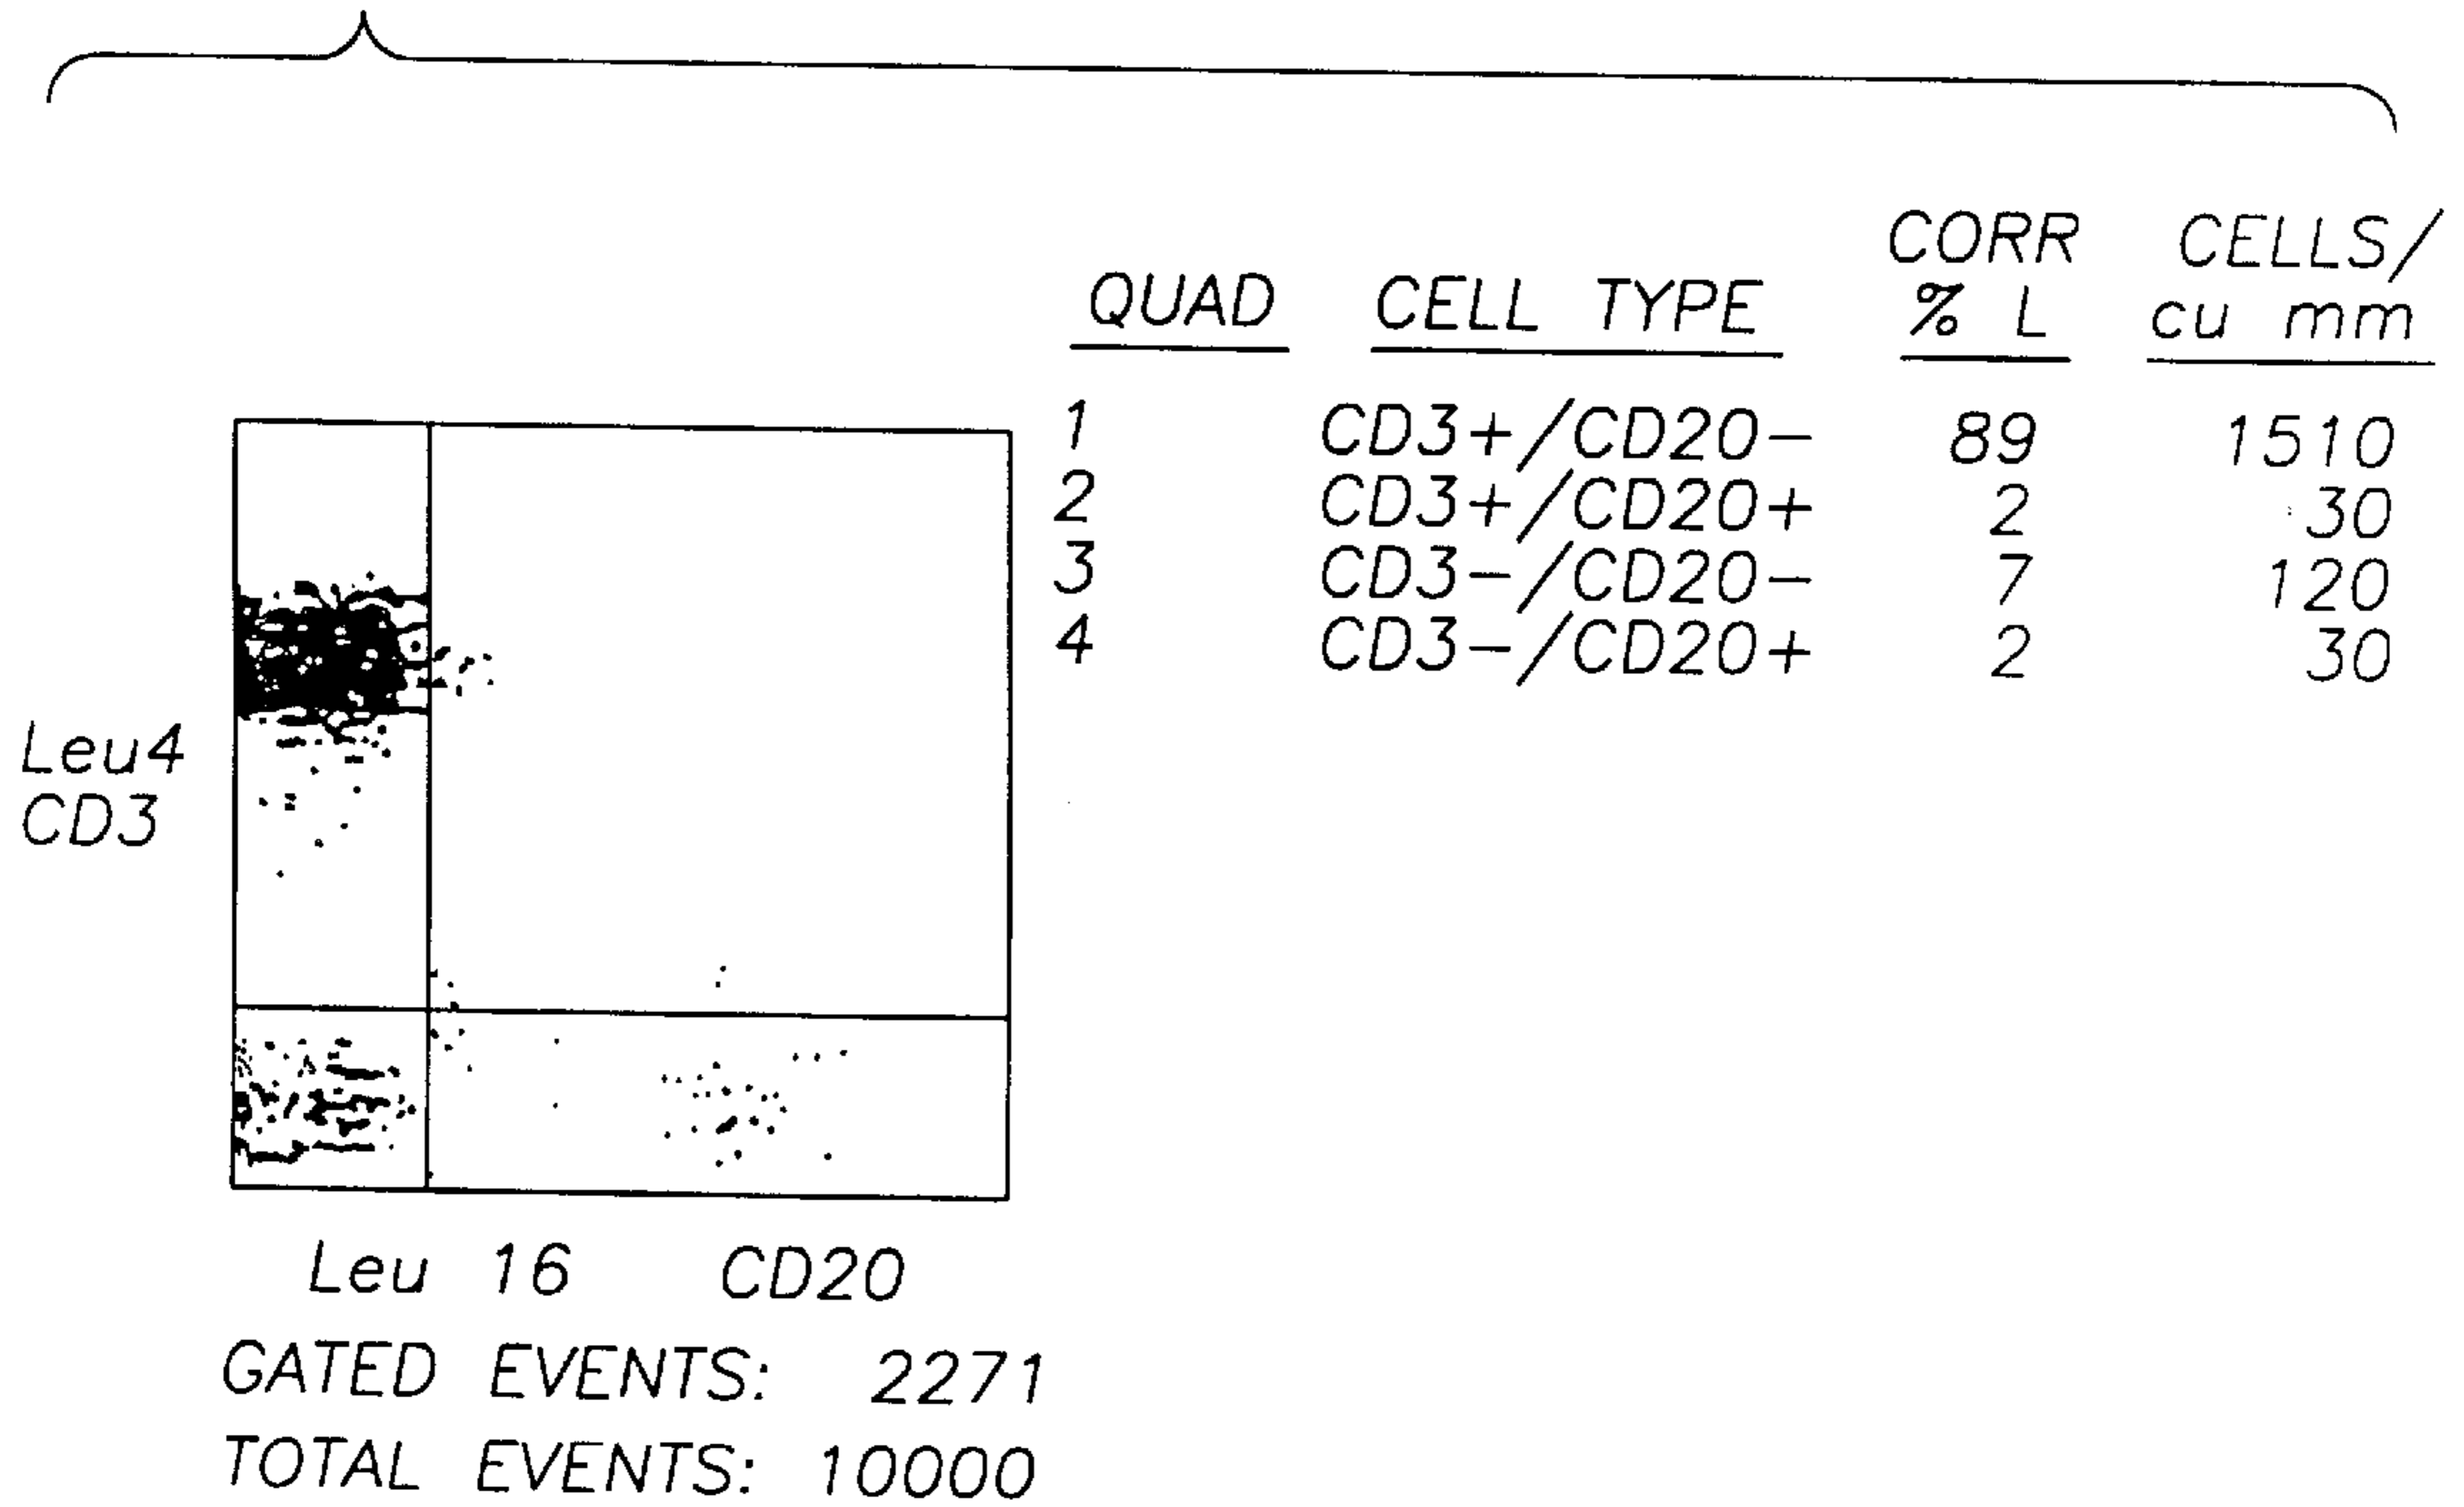 CORR CELLS/
QUAD CELL TYPE % L cu mm
1 CD3+/CD20- 89 1510
2 CD3+/CD20+ 2 30
3 CD3-/CD20- 7 120
4 CD3-/CD20+ 2 30
Leu4
CD3
Leu 16 CD20
GATED EVENTS: 2271
TOTAL EVENTS: 10000